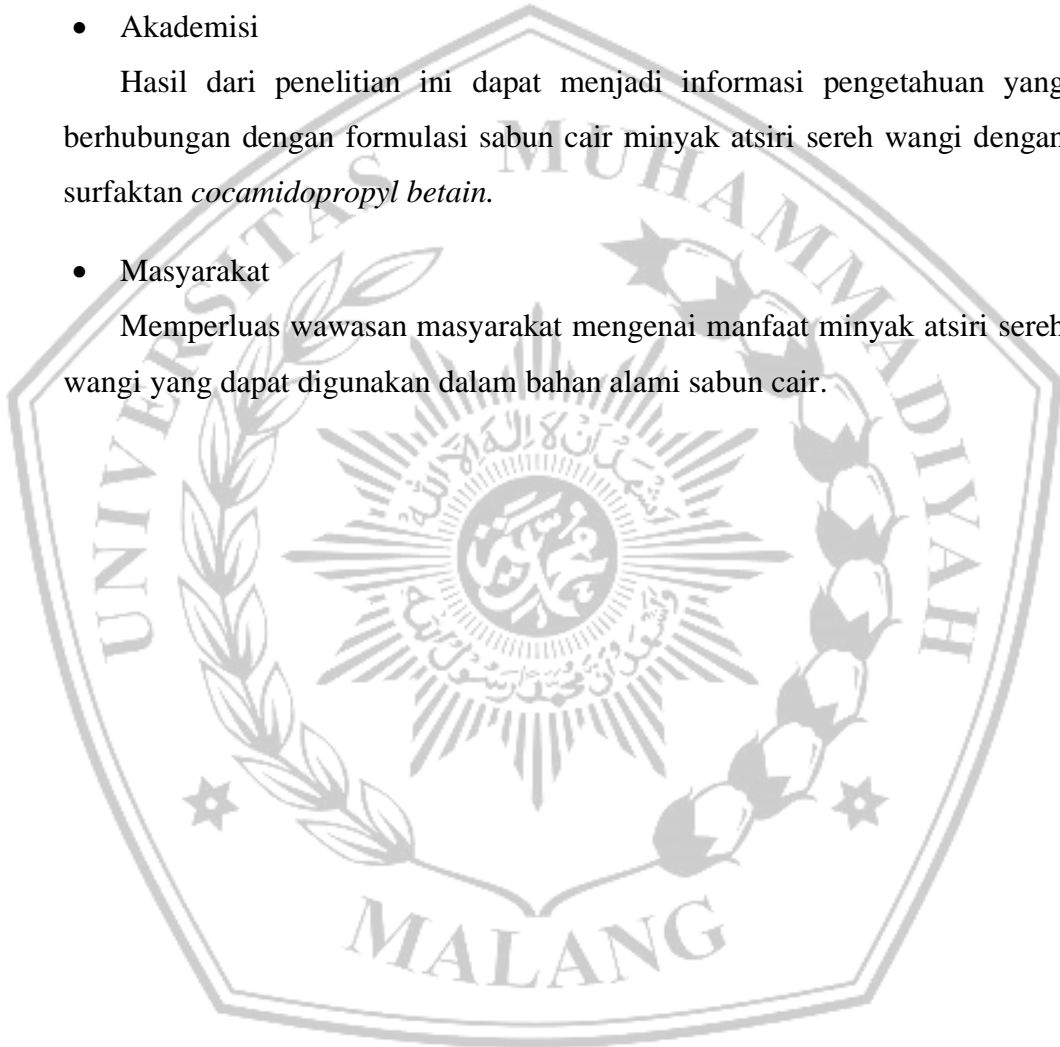 • Akademisi
Hasil dari penelitian ini dapat menjadi informasi pengetahuan yang
berhubungan dengan formulasi sabun cair minyak atsiri sereh wangi dengan
surfaktan cocamidopropyl betain.
• Masyarakat
Memperluas wawasan masyarakat mengenai manfaat minyak atsiri sereh
wangi yang dapat digunakan dalam bahan alami sabun cair.
UNIVERSITAS MUHAMMADIYAH
MALANG